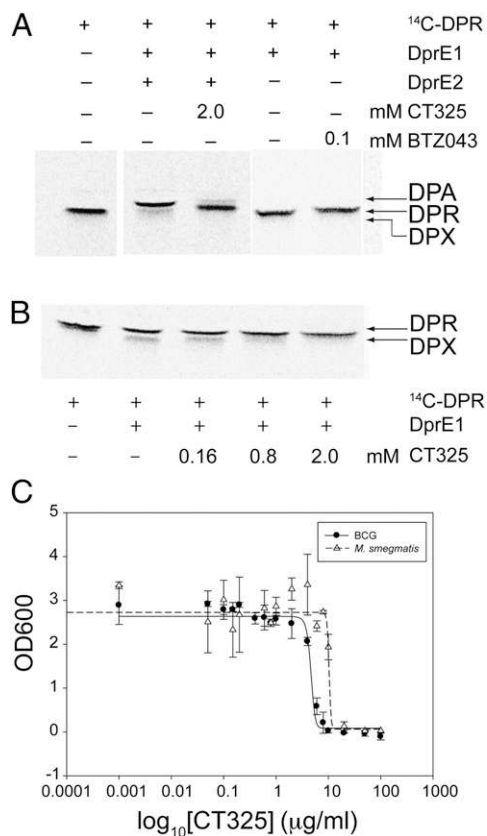 A
+ + + + + ¹⁴C-DPR
– + + + + DprE1
– + + – – DprE2
– – 2.0 – – mM CT325
– – – – 0.1 mM BTZ043
DPA
DPR
DPX
B
DPR
DPX
+ + + + + ¹⁴C-DPR
– + + + + DprE1
– – 0.16 0.8 2.0 mM CT325
C
BCG
M. smegmatis
5
4
3
2
1
0
-1
OD600
0.0001 0.001 0.01 0.1 1 10 100 1000
log₁₀[CT325] (µg/ml)